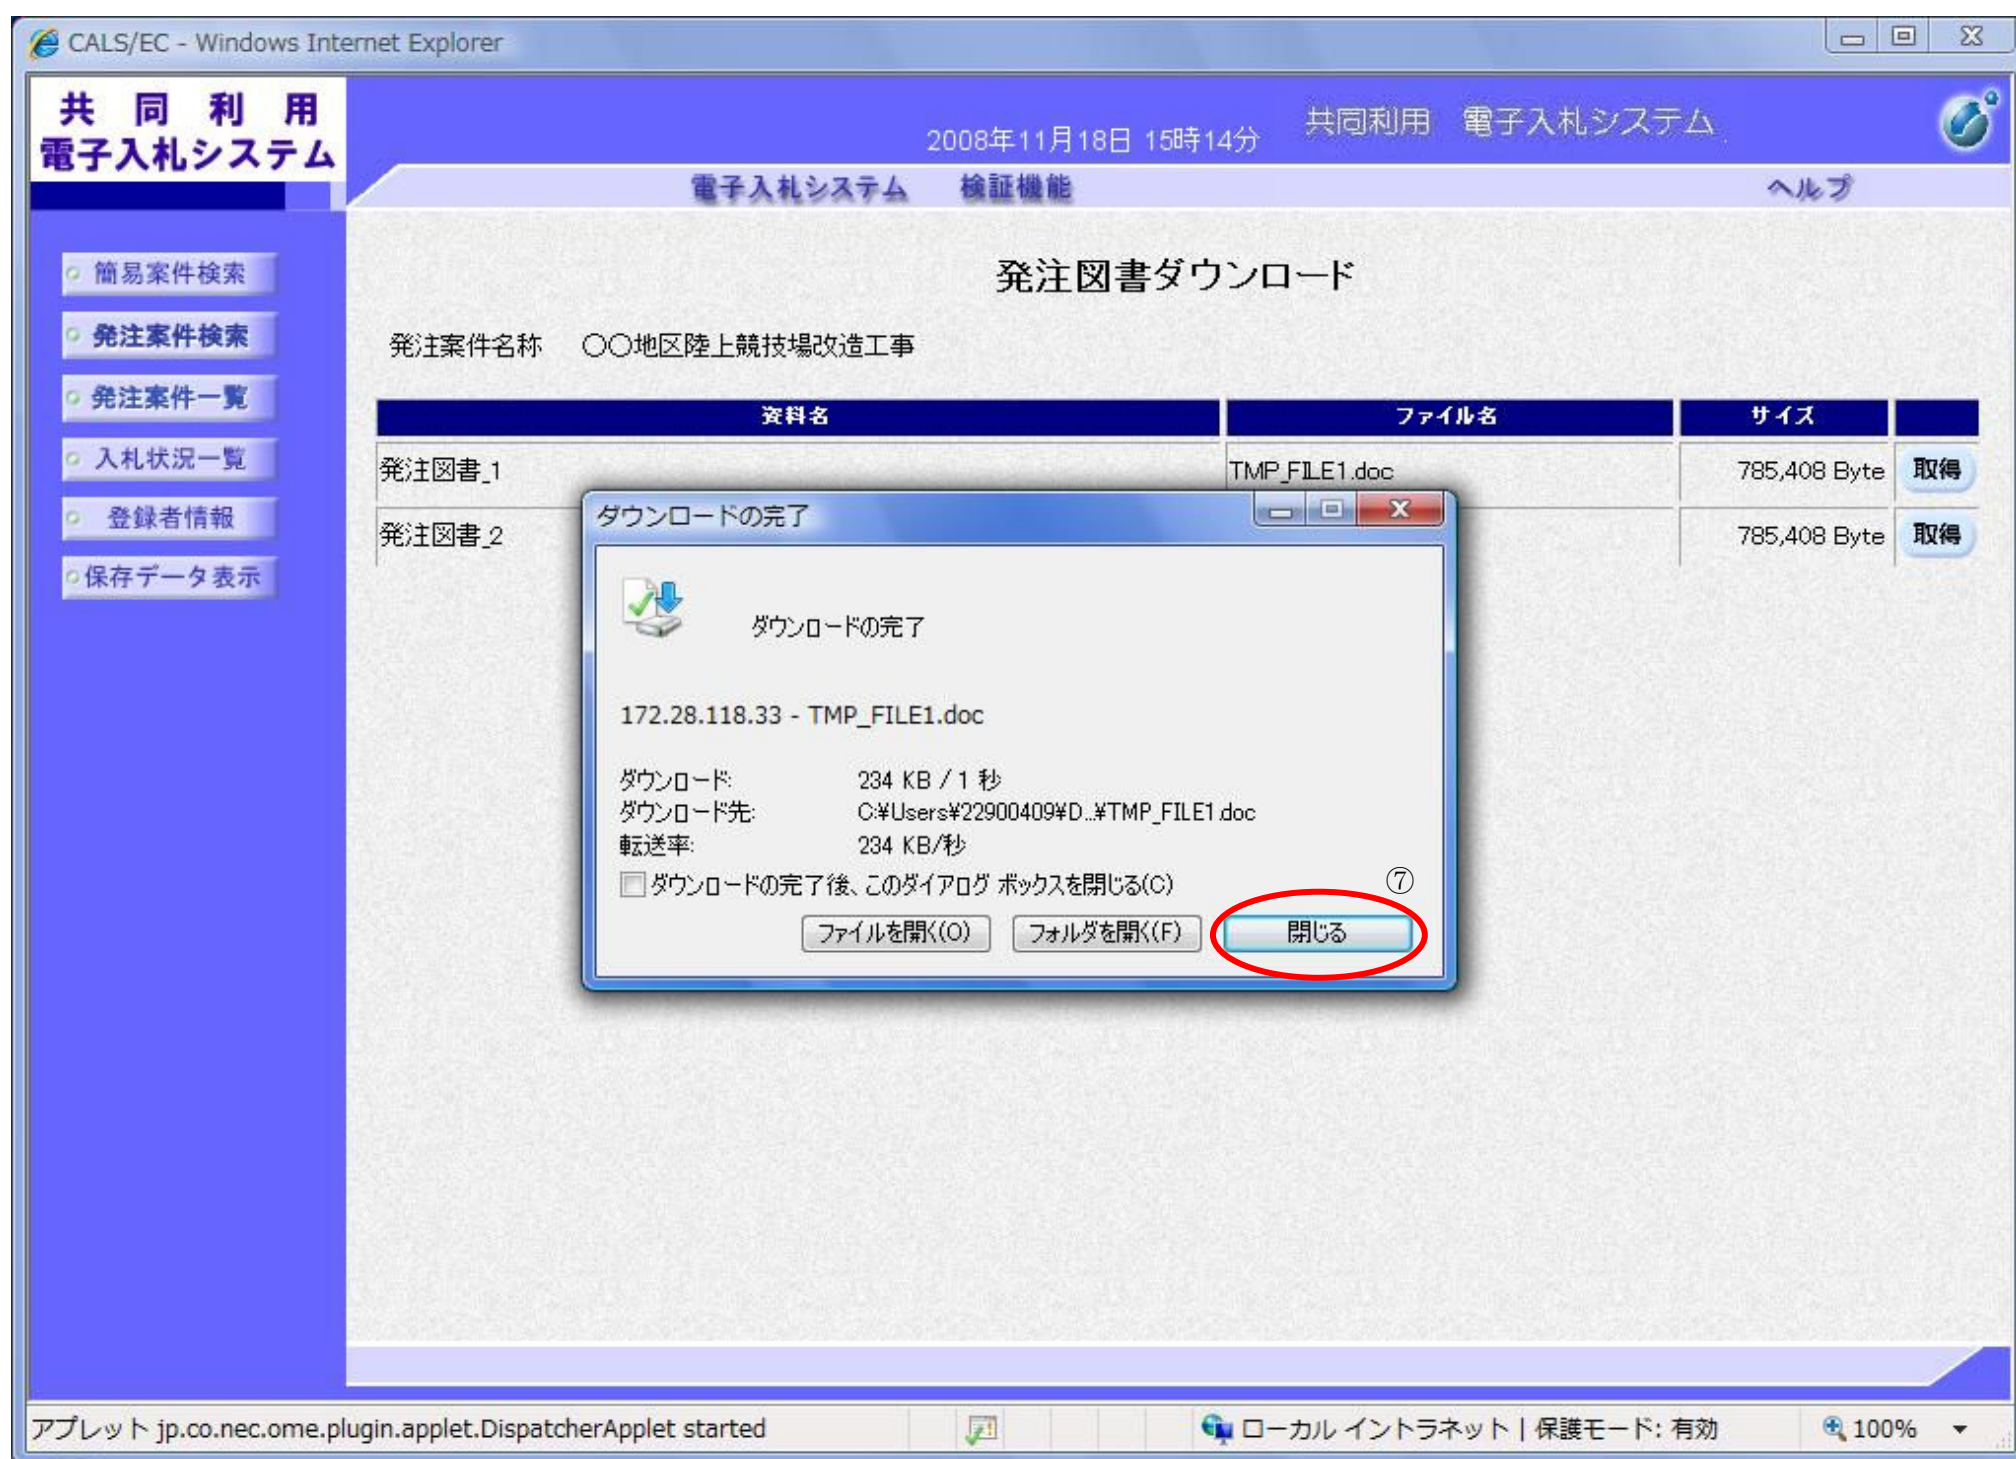 CALS/EC - Windows Internet Explorer
共同利用
電子入札システム
2008年11月18日 15時14分
共同利用 電子入札システム
電子入札システム 検証機能 ヘルプ
簡易案件検索
発注案件検索
発注案件一覧
入札状況一覧
登録者情報
保存データ表示
発注図書ダウンロード
発注案件名称 〇〇地区陸上競技場改造工事
資料名 ファイル名 サイズ
発注図書_1 TMP_FILE1.doc 785,408 Byte 取得
発注図書_2 785,408 Byte 取得
ダウンロードの完了
ダウンロードの完了
172.28.118.33 - TMP_FILE1.doc
ダウンロード: 234 KB / 1 秒
ダウンロード先: C:¥Users¥22900409¥D...¥TMP_FILE1.doc
転送率: 234 KB/秒
ダウンロードの完了後、このダイアログ ボックスを閉じる(C)
⑦
ファイルを開く(O) フォルダを開く(F) 閉じる
アプレット jp.co.nec.ome.plugin.applet.DispatcherApplet started
ローカル イントラネット | 保護モード: 有効
100%